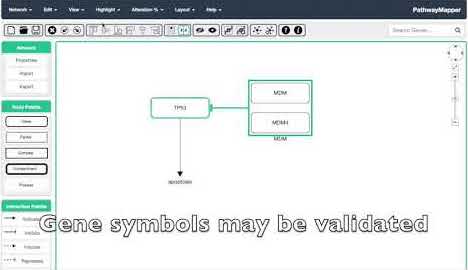 Network Edit View Highlight Alteration % Layout Help PathwayMapper
Search Gene...
Network
Properties
Import
Export
Node Palette
Gene
Family
Complex
Compartment
Process
Interaction Palette
Activates
Inhibits
Induces
Represses
TP53
MDM
MDM4
MDM
apoptosis
Gene symbols may be validated